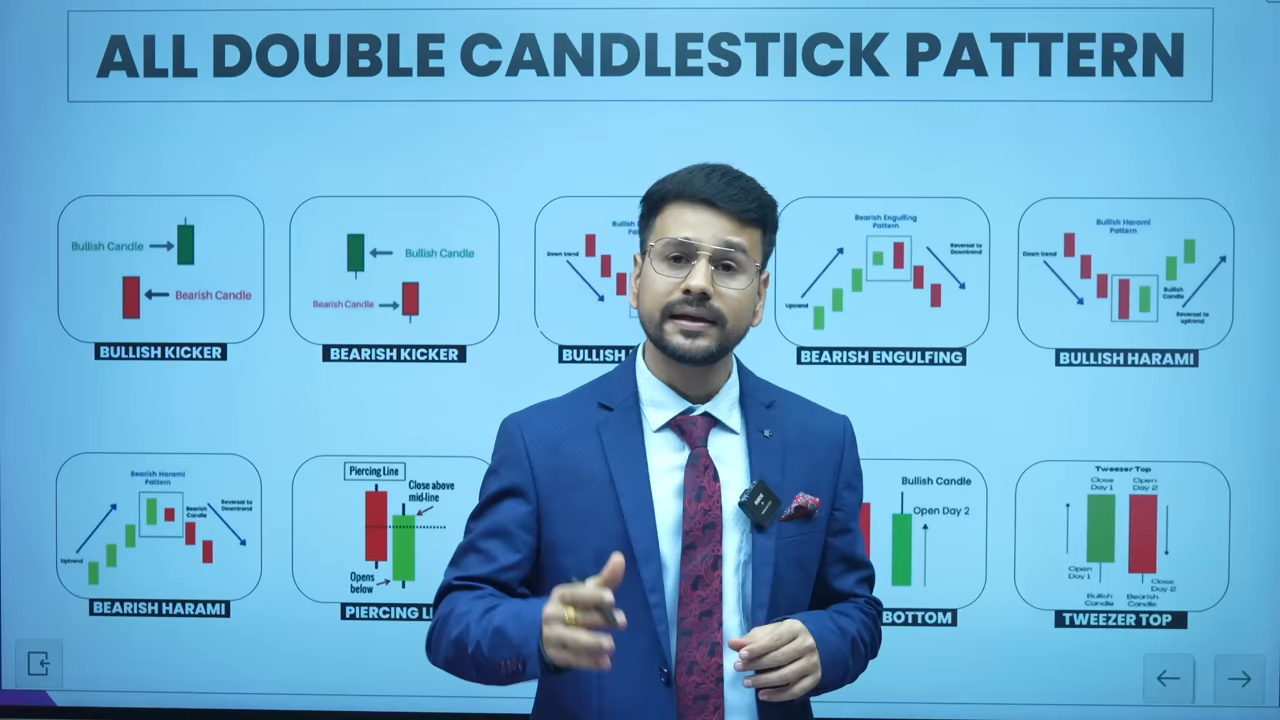 ALL DOUBLE CANDLESTICK PATTERN
Bullish Candle
Bearish Candle
BULLISH KICKER
Bullish Candle
Bearish Candle
BEARISH KICKER
Down trend
BULLISH
Bearish Engulfing
Pattern
Uptrend
Reversal to
Downtrend
BEARISH ENGULFING
Bullish Harami
Pattern
Down trend
Bullish
Candle
Reversal to
uptrend
BULLISH HARAMI
Bearish Harami
Pattern
Uptrend
Bearish
Candle
Reversal to
Downtrend
BEARISH HARAMI
Piercing Line
Close above
mid-line
Opens
below
PIERCING
Bullish Candle
Open Day 2
BOTTOM
Tweezer Top
Close
Day 1
Open
Day 2
Open
Day 1
Close
Day 2
Bullish
Candle
Bearish
Candle
TWEEZER TOP